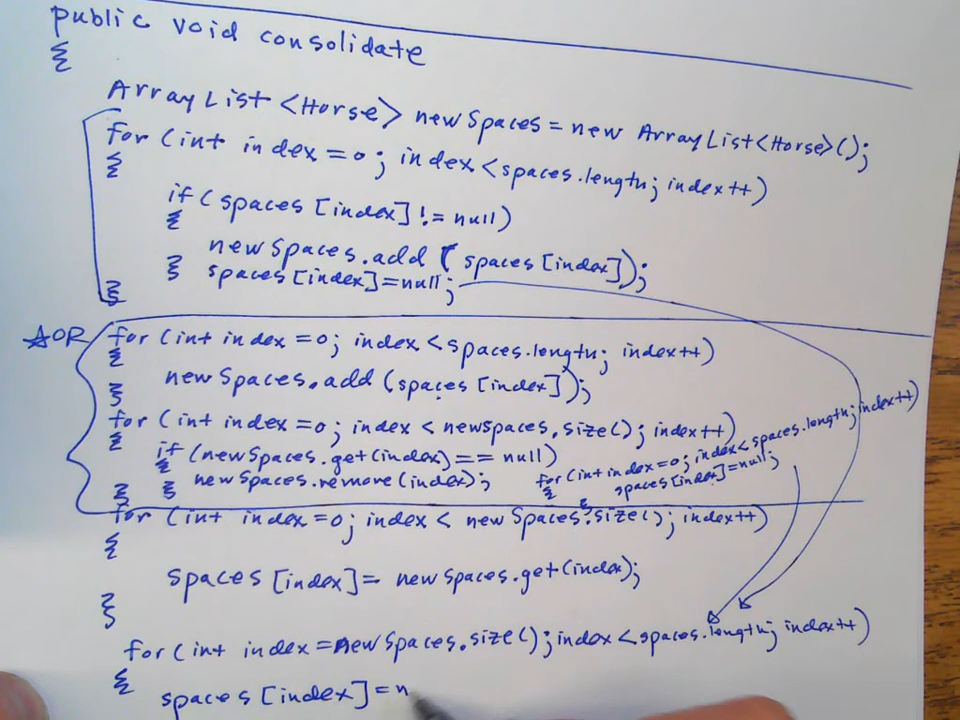 public void consolidate
{
ArrayList <Horse> newSpaces = new ArrayList<Horse>();
for (int index = 0; index < spaces.length; index++)
{
if (spaces [index] != null)
{
newSpaces.add (spaces [index]);
} spaces [index] = null;
}
AOR for (int index = 0; index < spaces.length; index++)
{
newSpaces.add (spaces [index]);
}
for (int index = 0; index < newspaces.size(); index++)
{ if (newSpaces.get(index) == null)
} } newSpaces.remove (index);
for (int index = 0; index < spaces.length; index++)
{ spaces [index] = null;
}
for (int index = 0; index < newSpaces.size(); index++)
{
spaces [index] = newSpaces.get(index);
}
for (int index = newSpaces.size(); index < spaces.length; index++)
{
spaces [index] = n